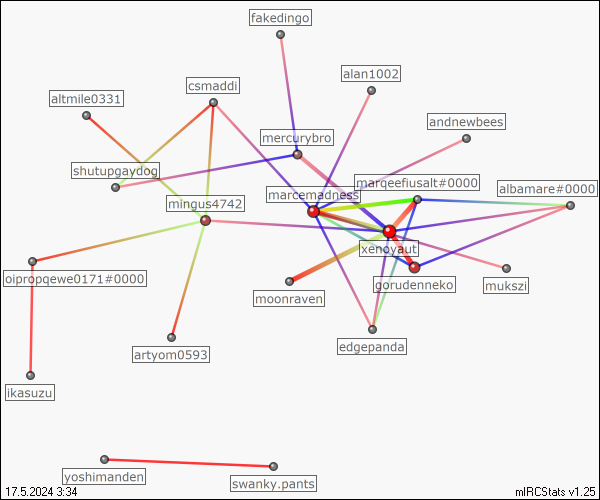 fakedingo
alan1002
csmaddi
altmile0331
andnewbees
mercurybro
shutupgaydog
marqeefiusalt#0000
albamare#0000
marcemadness
mingus4742
xenoyaut
oipropqewe0171#0000
gorudenneko
mukszi
moonraven
edgepanda
artyom0593
ikasuzu
yoshimanden
swanky.pants
17.5.2024 3:34
mIRCStats v1.25